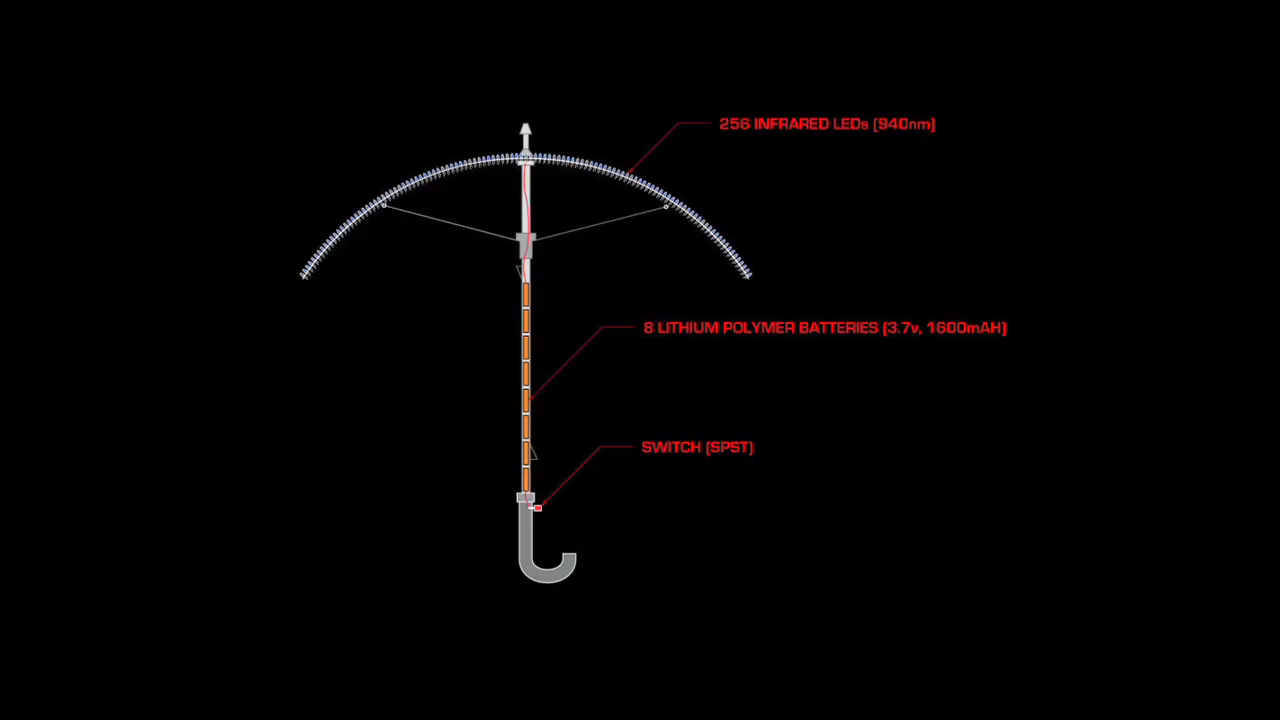 256 INFRARED LEDs (940nm)
8 LITHIUM POLYMER BATTERIES (3.7v, 1600mAH)
SWITCH (SPST)